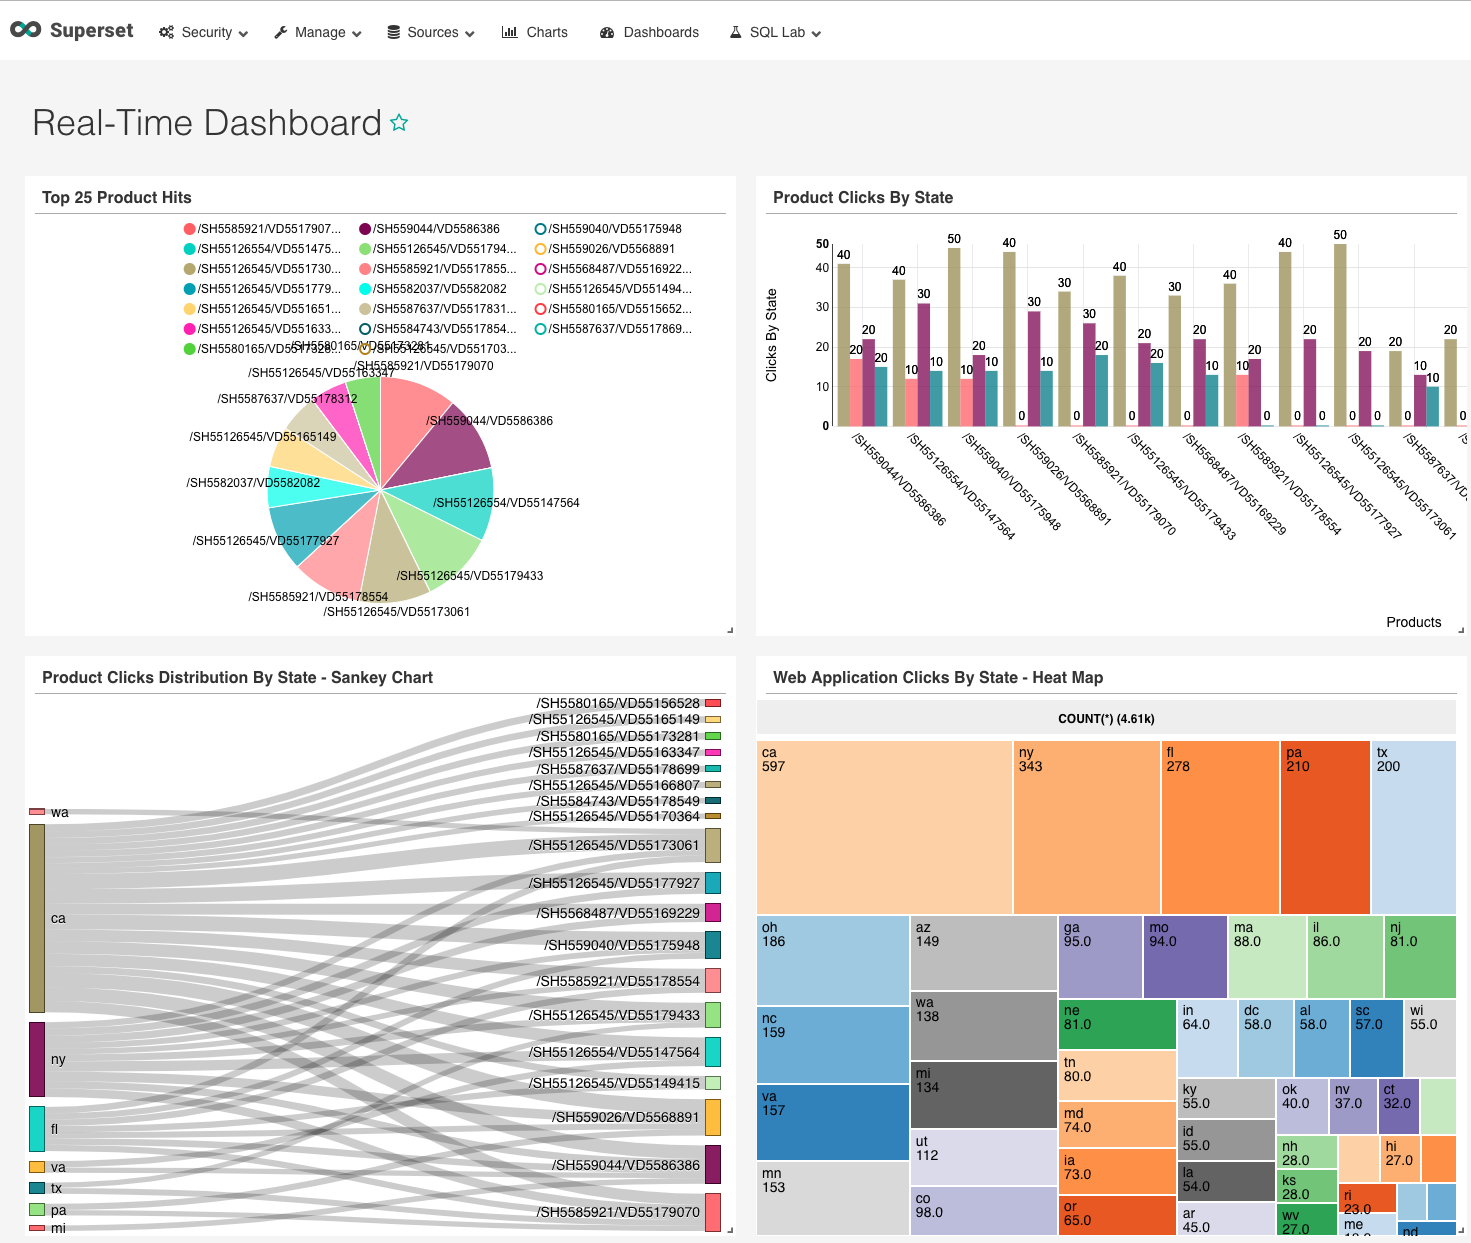 Superset Security Manage Sources Charts Dashboards SQL Lab
Real-Time Dashboard
Top 25 Product Hits
/SH5585921/VD5517907... /SH559044/VD5586386 /SH559040/VD55175948
/SH55126554/VD551475... /SH55126545/VD551794... /SH559026/VD5568891
/SH55126545/VD551730... /SH5585921/VD5517855... /SH5568487/VD5516922...
/SH55126545/VD551779... /SH5582037/VD5582082 /SH55126545/VD551494...
/SH55126545/VD551651... /SH5587637/VD5517831... /SH5580165/VD5515652...
/SH55126545/VD551633... /SH5584743/VD5517854... /SH5587637/VD5517869...
/SH5580165/VD5517328... /SH55126545/VD551703...
/SH5580165/VD55173281
/SH5585921/VD55179070
/SH55126545/VD55163347
/SH5587637/VD55178312
/SH559044/VD5586386
/SH55126545/VD55165149
/SH5582037/VD5582082
/SH55126554/VD55147564
/SH55126545/VD55177927
/SH55126545/VD55179433
/SH5585921/VD55178554
/SH55126545/VD55173061
Product Clicks By State
Clicks By State
50
40
30
20
10
0
40 20 20 20
40 10 30 10
50 10 20 10
40 0 30 10
30 0 30 20
40 0 20 20
30 0 20 10
40 10 20 0
40 0 20 0
50 0 20 0
20 0 10 10
20 0
/SH559044/VD5586386
/SH55126554/VD55147564
/SH559040/VD55175948
/SH559026/VD5568891
/SH5585921/VD55179070
/SH55126545/VD55179433
/SH5568487/VD55169229
/SH5585921/VD55178554
/SH55126545/VD55177927
/SH55126545/VD55173061
/SH5587637/VD
Products
Product Clicks Distribution By State - Sankey Chart
wa
ca
ny
fl
va
tx
pa
mi
/SH5580165/VD55156528
/SH55126545/VD55165149
/SH5580165/VD55173281
/SH55126545/VD55163347
/SH5587637/VD55178699
/SH55126545/VD55166807
/SH5584743/VD55178549
/SH55126545/VD55170364
/SH55126545/VD55173061
/SH55126545/VD55177927
/SH5568487/VD55169229
/SH559040/VD55175948
/SH5585921/VD55178554
/SH55126545/VD55179433
/SH55126554/VD55147564
/SH55126545/VD55149415
/SH559026/VD5568891
/SH559044/VD5586386
/SH5585921/VD55179070
Web Application Clicks By State - Heat Map
COUNT(*) (4.61k)
ca
597
ny
343
fl
278
pa
210
tx
200
oh
186
nc
159
va
157
mn
153
az
149
wa
138
mi
134
ut
112
co
98.0
ga
95.0
mo
94.0
ma
88.0
il
86.0
nj
81.0
ne
81.0
tn
80.0
md
74.0
ia
73.0
or
65.0
in
64.0
dc
58.0
al
58.0
sc
57.0
wi
55.0
ky
55.0
id
55.0
la
54.0
ar
45.0
ok
40.0
nv
37.0
ct
32.0
nh
28.0
ks
28.0
wv
27.0
hi
27.0
ri
23.0
me
nd